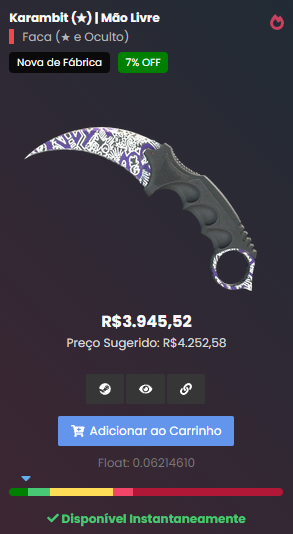 Karambit (★) | Mão Livre
Faca (★ e Oculto)
Nova de Fábrica
7% OFF
R$3.945,52
Preço Sugerido: R$4.252,58
Adicionar ao Carrinho
Float: 0.06214610
Disponível Instantaneamente